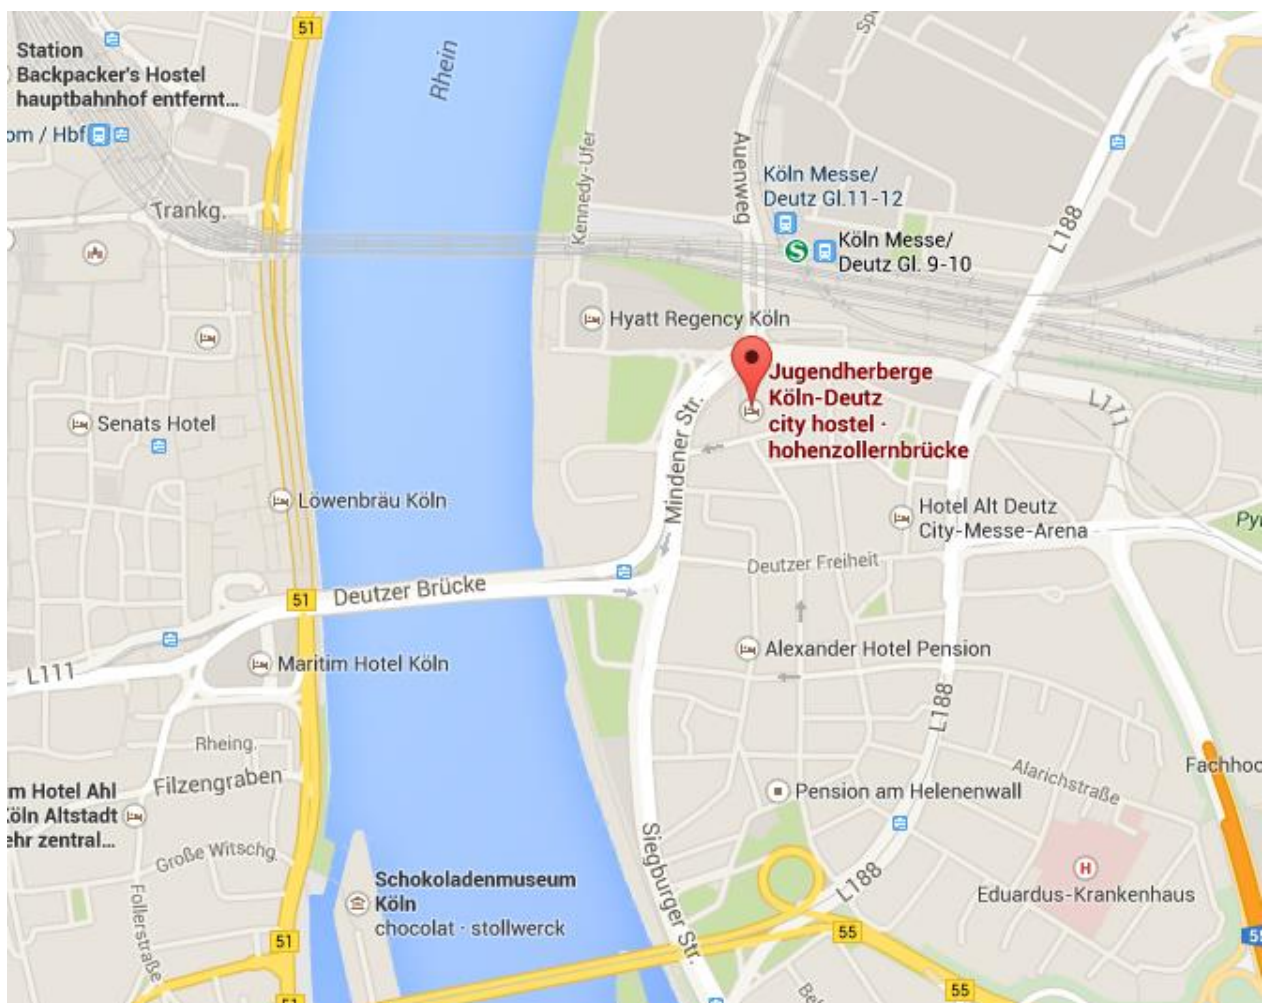 51
Station
Backpacker's Hostel
hauptbahnhof entfernt...
om / Hbf
Rhein
Kennedy-Ufer
Auenweg
Köln Messe/
Deutz Gl.11-12
S
Köln Messe/
Deutz Gl. 9-10
L188
Trankg.
Hyatt Regency Köln
Jugendherberge
Köln-Deutz
city hostel ·
hohenzollernbrücke
L111
Senats Hotel
Mindener Str.
Löwenbräu Köln
Hotel Alt Deutz
City-Messe-Arena
Deutzer Freiheit
51
Deutzer Brücke
L111
Maritim Hotel Köln
Alexander Hotel Pension
L188
Rheing.
Filzengraben
m Hotel Ahl
Köln Altstadt
ehr zentral...
Große Witschg.
Follerstraße
Alarichstraße
Fachhoc
Pension am Helenenwall
Siegburger Str.
L188
H
Eduardus-Krankenhaus
Schokoladenmuseum
Köln
chocolat · stollwerck
51
55
55
51